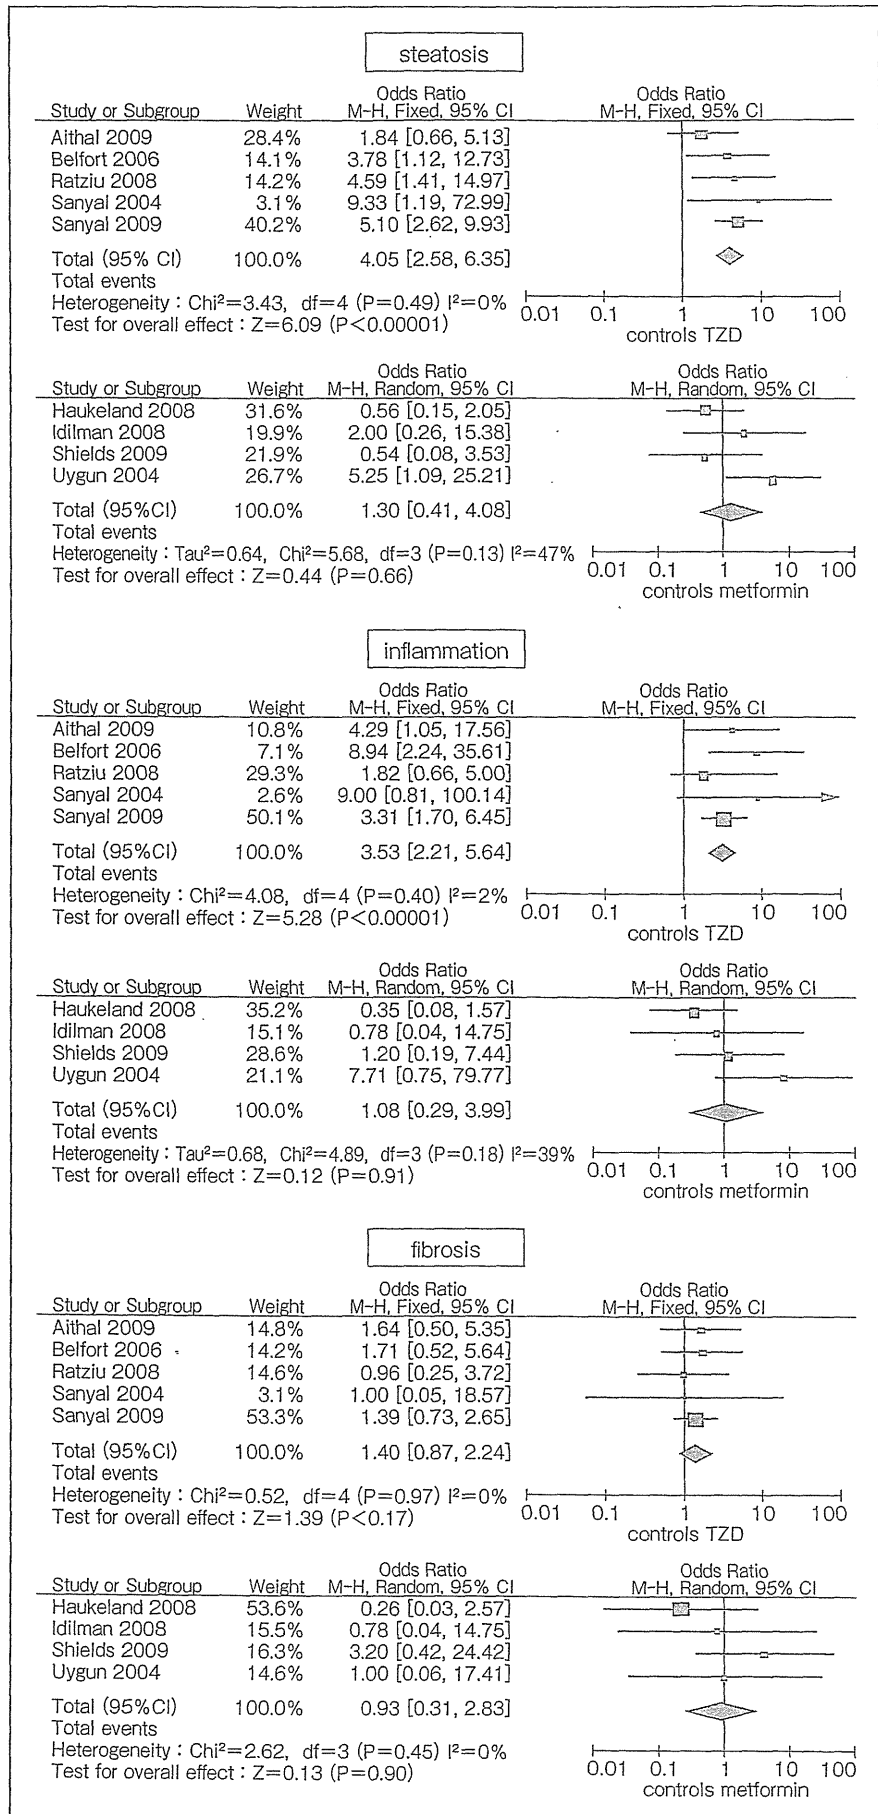 steatosis
Odds Ratio Odds Ratio
Study or Subgroup Weight M-H, Fixed, 95% CI M-H, Fixed, 95% CI
Aithal 2009 28.4% 1.84 [0.66, 5.13]
Belfort 2006 14.1% 3.78 [1.12, 12.73]
Ratziu 2008 14.2% 4.59 [1.41, 14.97]
Sanyal 2004 3.1% 9.33 [1.19, 72.99]
Sanyal 2009 40.2% 5.10 [2.62, 9.93]
Total (95% CI) 100.0% 4.05 [2.58, 6.35]
Total events
Heterogeneity : Chi²=3.43, df=4 (P=0.49) I²=0%
Test for overall effect : Z=6.09 (P<0.00001)
0.01 0.1 1 10 100
controls TZD
Odds Ratio Odds Ratio
Study or Subgroup Weight M-H, Random, 95% CI M-H, Random, 95% CI
Haukeland 2008 31.6% 0.56 [0.15, 2.05]
Idilman 2008 19.9% 2.00 [0.26, 15.38]
Shields 2009 21.9% 0.54 [0.08, 3.53]
Uygun 2004 26.7% 5.25 [1.09, 25.21]
Total (95%CI) 100.0% 1.30 [0.41, 4.08]
Total events
Heterogeneity : Tau²=0.64, Chi²=5.68, df=3 (P=0.13) I²=47%
Test for overall effect : Z=0.44 (P=0.66)
0.01 0.1 1 10 100
controls metformin
inflammation
Odds Ratio Odds Ratio
Study or Subgroup Weight M-H, Fixed, 95% CI M-H, Fixed, 95% CI
Aithal 2009 10.8% 4.29 [1.05, 17.56]
Belfort 2006 7.1% 8.94 [2.24, 35.61]
Ratziu 2008 29.3% 1.82 [0.66, 5.00]
Sanyal 2004 2.6% 9.00 [0.81, 100.14]
Sanyal 2009 50.1% 3.31 [1.70, 6.45]
Total (95%CI) 100.0% 3.53 [2.21, 5.64]
Total events
Heterogeneity : Chi²=4.08, df=4 (P=0.40) I²=2%
Test for overall effect : Z=5.28 (P<0.00001)
0.01 0.1 1 10 100
controls TZD
Odds Ratio Odds Ratio
Study or Subgroup Weight M-H, Random, 95% CI M-H, Random, 95% CI
Haukeland 2008 35.2% 0.35 [0.08, 1.57]
Idilman 2008 15.1% 0.78 [0.04, 14.75]
Shields 2009 28.6% 1.20 [0.19, 7.44]
Uygun 2004 21.1% 7.71 [0.75, 79.77]
Total (95%CI) 100.0% 1.08 [0.29, 3.99]
Total events
Heterogeneity : Tau²=0.68, Chi²=4.89, df=3 (P=0.18) I²=39%
Test for overall effect : Z=0.12 (P=0.91)
0.01 0.1 1 10 100
controls metformin
fibrosis
Odds Ratio Odds Ratio
Study or Subgroup Weight M-H, Fixed, 95% CI M-H, Fixed, 95% CI
Aithal 2009 14.8% 1.64 [0.50, 5.35]
Belfort 2006 14.2% 1.71 [0.52, 5.64]
Ratziu 2008 14.6% 0.96 [0.25, 3.72]
Sanyal 2004 3.1% 1.00 [0.05, 18.57]
Sanyal 2009 53.3% 1.39 [0.73, 2.65]
Total (95%CI) 100.0% 1.40 [0.87, 2.24]
Total events
Heterogeneity : Chi²=0.52, df=4 (P=0.97) I²=0%
Test for overall effect : Z=1.39 (P<0.17)
0.01 0.1 1 10 100
controls TZD
Odds Ratio Odds Ratio
Study or Subgroup Weight M-H, Random, 95% CI M-H, Random, 95% CI
Haukeland 2008 53.6% 0.26 [0.03, 2.57]
Idilman 2008 15.5% 0.78 [0.04, 14.75]
Shields 2009 16.3% 3.20 [0.42, 24.42]
Uygun 2004 14.6% 1.00 [0.06, 17.41]
Total (95%CI) 100.0% 0.93 [0.31, 2.83]
Total events
Heterogeneity : Chi²=2.62, df=3 (P=0.45) I²=0%
Test for overall effect : Z=0.13 (P=0.90)
0.01 0.1 1 10 100
controls metformin